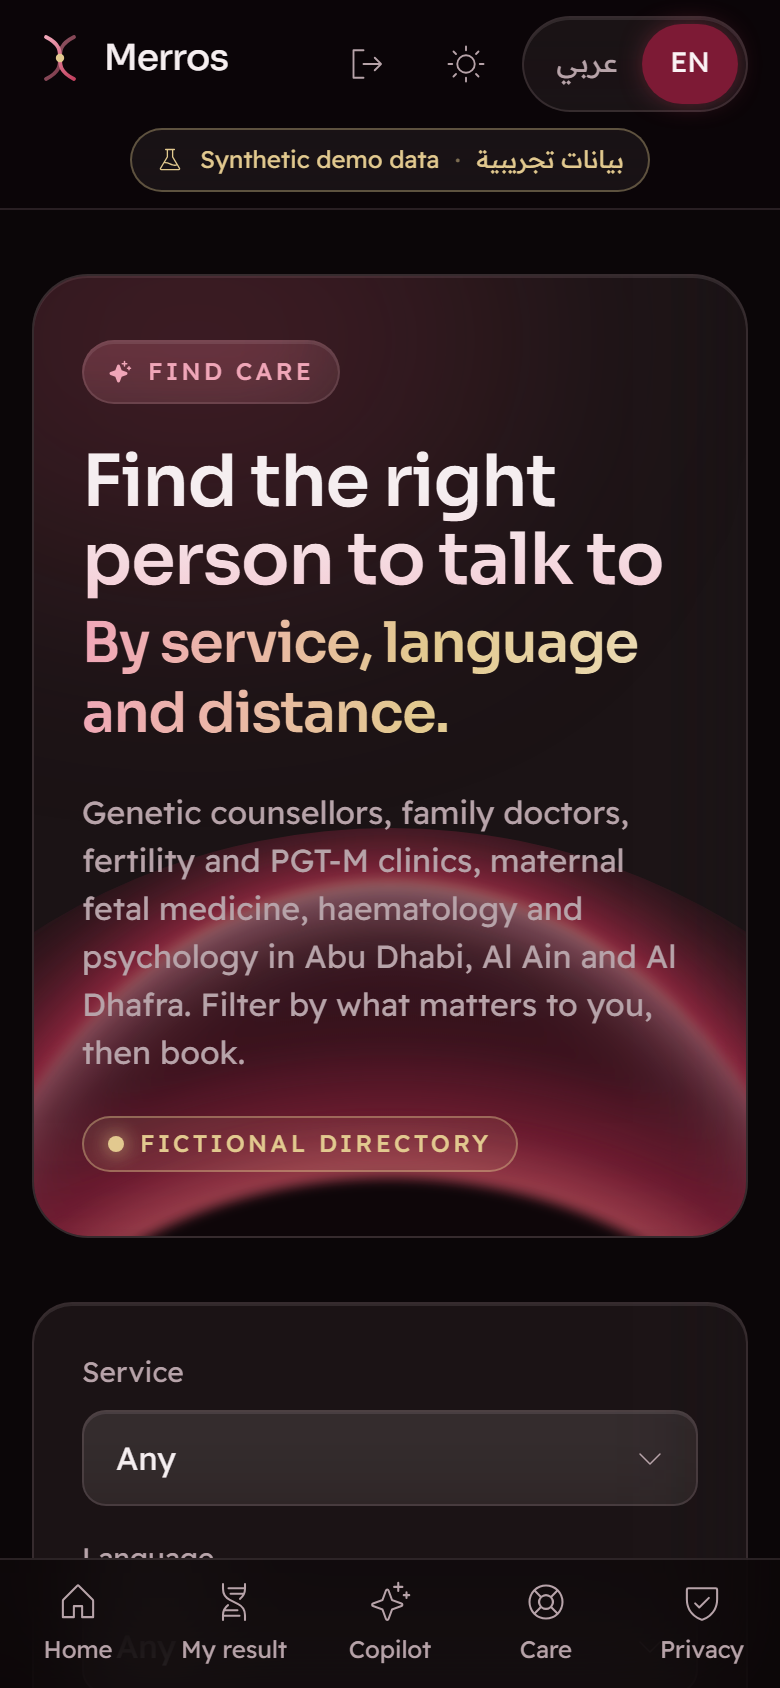 Merros
عربي
EN
Synthetic demo data · بيانات تجريبية
FIND CARE
Find the right
person to talk to
By service, language
and distance.
Genetic counsellors, family doctors,
fertility and PGT-M clinics, maternal
fetal medicine, haematology and
psychology in Abu Dhabi, Al Ain and Al
Dhafra. Filter by what matters to you,
then book.
FICTIONAL DIRECTORY
Service
Any
Language
Any
Home
My result
Copilot
Care
Privacy